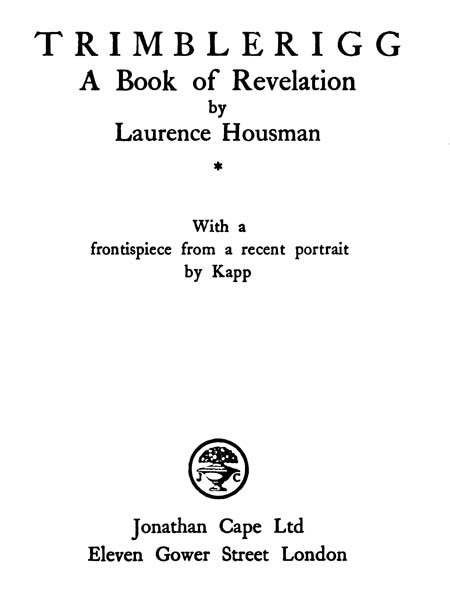 TRIMBLERIGG
A Book of Revelation
by
Laurence Housman
*
With a
frontispiece from a recent portrait
by Kapp
J C
Jonathan Cape Ltd
Eleven Gower Street London